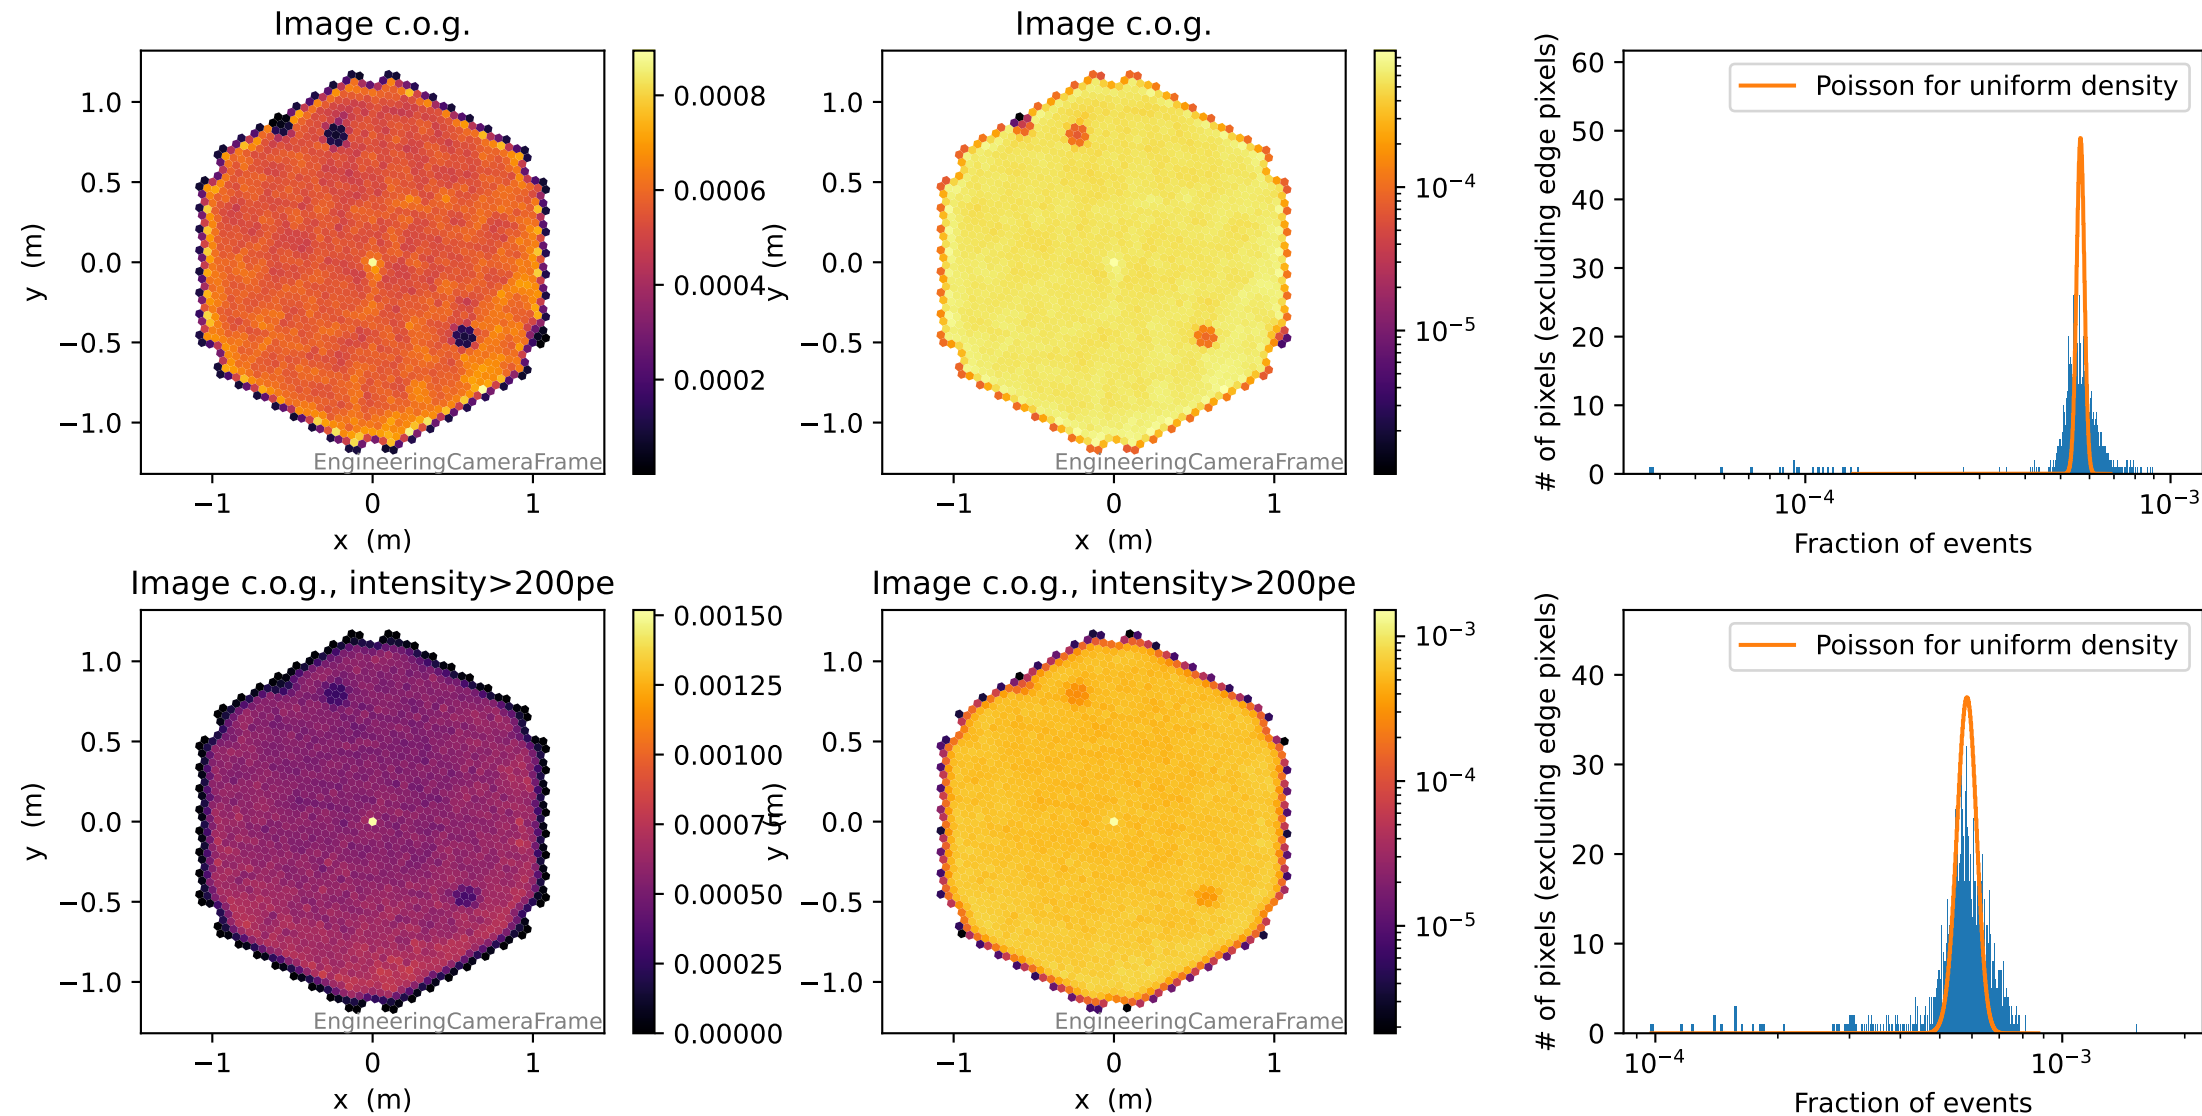 Image c.o.g.
1.0
0.5
0.0
−0.5
−1.0
y (m)
−1 0 1
x (m)
EngineeringCameraFrame
0.0008
0.0006
0.0004
0.0002
Image c.o.g.
1.0
0.5
0.0
−0.5
−1.0
y (m)
−1 0 1
x (m)
EngineeringCameraFrame
10⁻⁴
10⁻⁵
60
50
40
30
20
10
0
# of pixels (excluding edge pixels)
Poisson for uniform density
10⁻⁴ 10⁻³
Fraction of events
Image c.o.g., intensity>200pe
1.0
0.5
0.0
−0.5
−1.0
y (m)
−1 0 1
x (m)
EngineeringCameraFrame
0.00150
0.00125
0.00100
0.00075
0.00050
0.00025
0.00000
Image c.o.g., intensity>200pe
1.0
0.5
0.0
−0.5
−1.0
y (m)
−1 0 1
x (m)
EngineeringCameraFrame
10⁻³
10⁻⁴
10⁻⁵
40
30
20
10
0
# of pixels (excluding edge pixels)
Poisson for uniform density
10⁻⁴ 10⁻³
Fraction of events